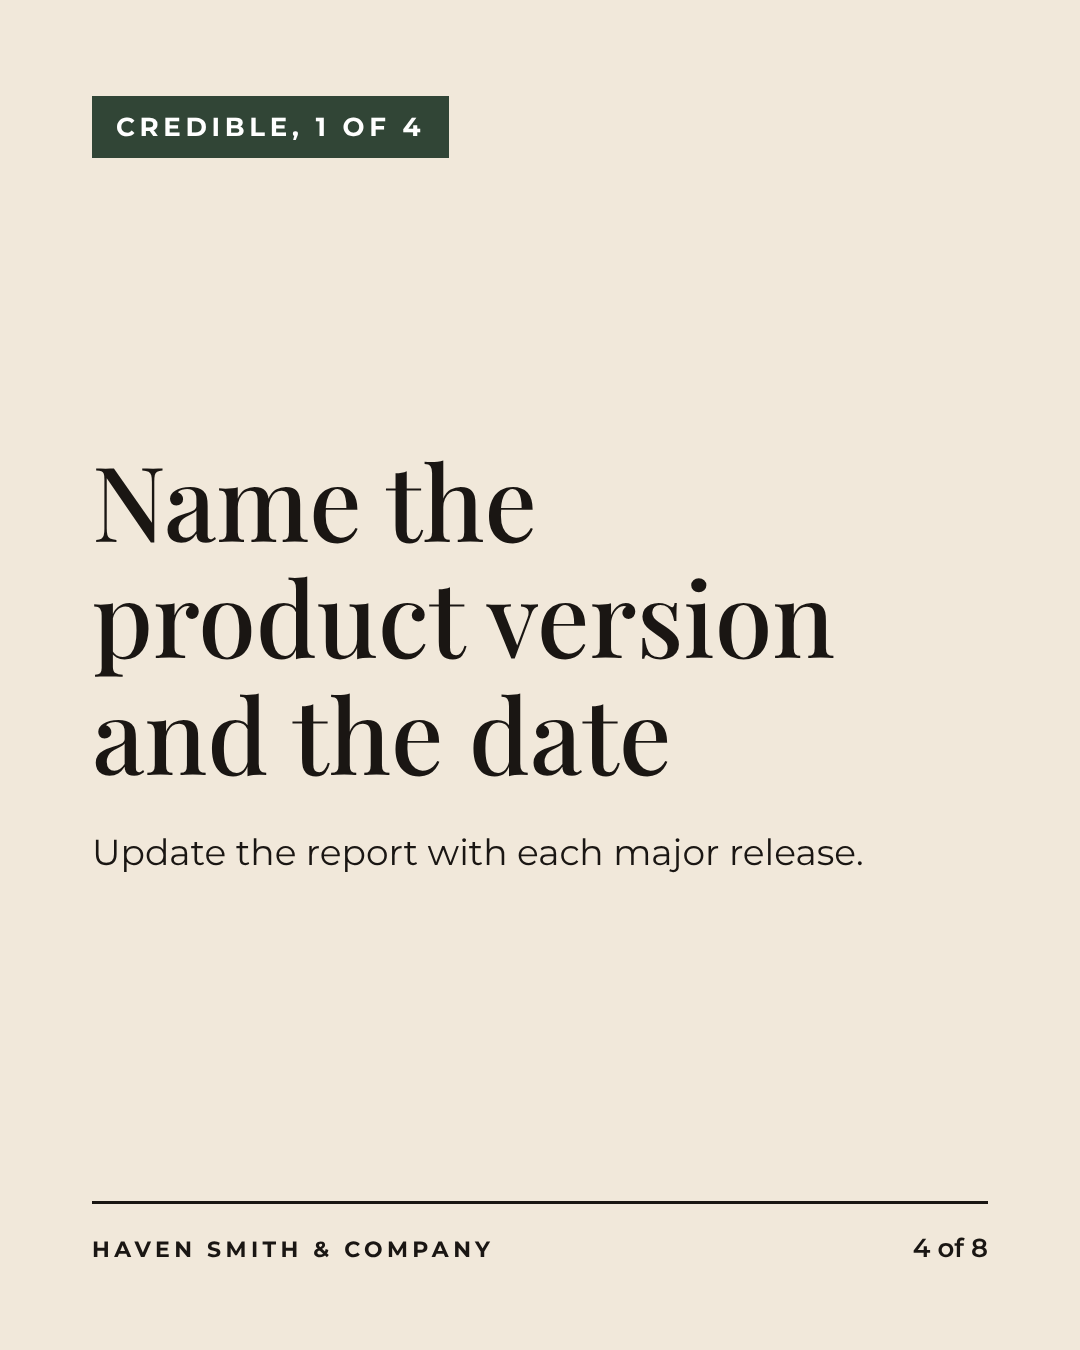 CREDIBLE, 1 OF 4
Name the
product version
and the date
Update the report with each major release.
HAVEN SMITH & COMPANY
4 of 8